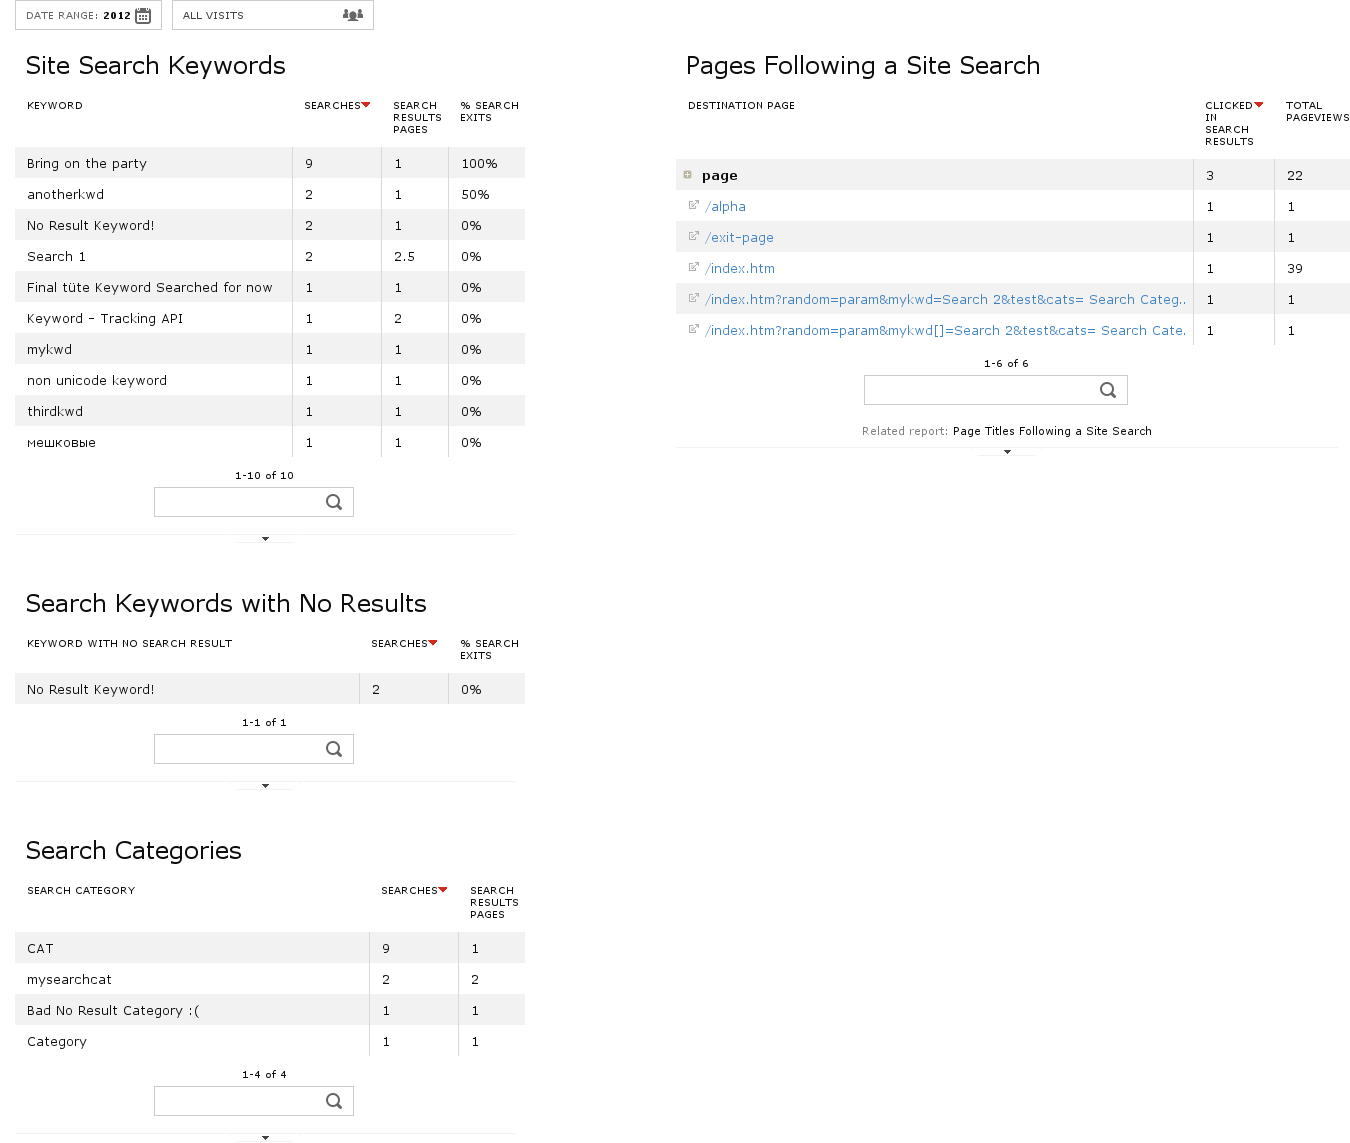 DATE RANGE: 2012
ALL VISITS
Site Search Keywords
KEYWORD SEARCHES SEARCH RESULTS PAGES % SEARCH EXITS
Bring on the party 9 1 100%
anotherkwd 2 1 50%
No Result Keyword! 2 1 0%
Search 1 2 2.5 0%
Final tüte Keyword Searched for now 1 1 0%
Keyword - Tracking API 1 2 0%
mykwd 1 1 0%
non unicode keyword 1 1 0%
thirdkwd 1 1 0%
мешковые 1 1 0%
1-10 of 10
Search Keywords with No Results
KEYWORD WITH NO SEARCH RESULT SEARCHES % SEARCH EXITS
No Result Keyword! 2 0%
1-1 of 1
Search Categories
SEARCH CATEGORY SEARCHES SEARCH RESULTS PAGES
CAT 9 1
mysearchcat 2 2
Bad No Result Category :( 1 1
Category 1 1
1-4 of 4
Pages Following a Site Search
DESTINATION PAGE CLICKED IN SEARCH RESULTS TOTAL PAGEVIEWS
page 3 22
/alpha 1 1
/exit-page 1 1
/index.htm 1 39
/index.htm?random=param&mykwd=Search 2&test&cats= Search Categ.. 1 1
/index.htm?random=param&mykwd[]=Search 2&test&cats= Search Cate. 1 1
1-6 of 6
Related report: Page Titles Following a Site Search